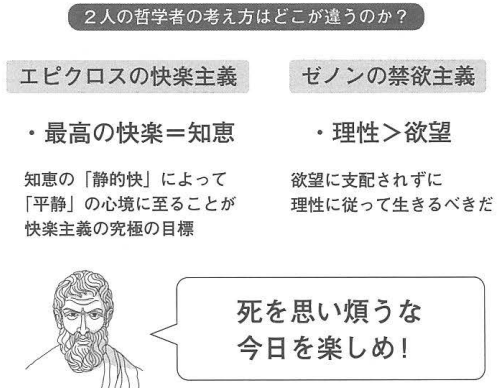 2人の哲学者の考え方はどこが違うのか?
エピクロスの快楽主義
・最高の快楽=知恵
知恵の「静的快」によって
「平静」の心境に至ることが
快楽主義の究極の目標
ゼノンの禁欲主義
・理性>欲望
欲望に支配されずに
理性に従って生きるべきだ
死を思い煩うな
今日を楽しめ!